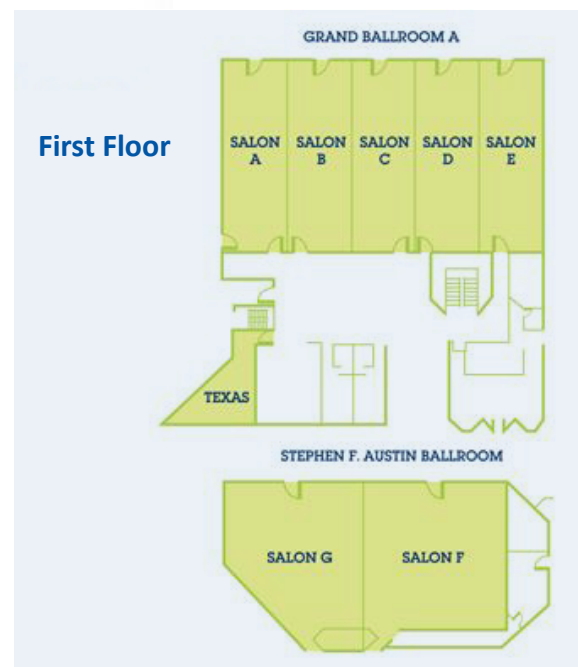 GRAND BALLROOM A
First Floor
SALON A
SALON B
SALON C
SALON D
SALON E
TEXAS
STEPHEN F. AUSTIN BALLROOM
SALON G
SALON F